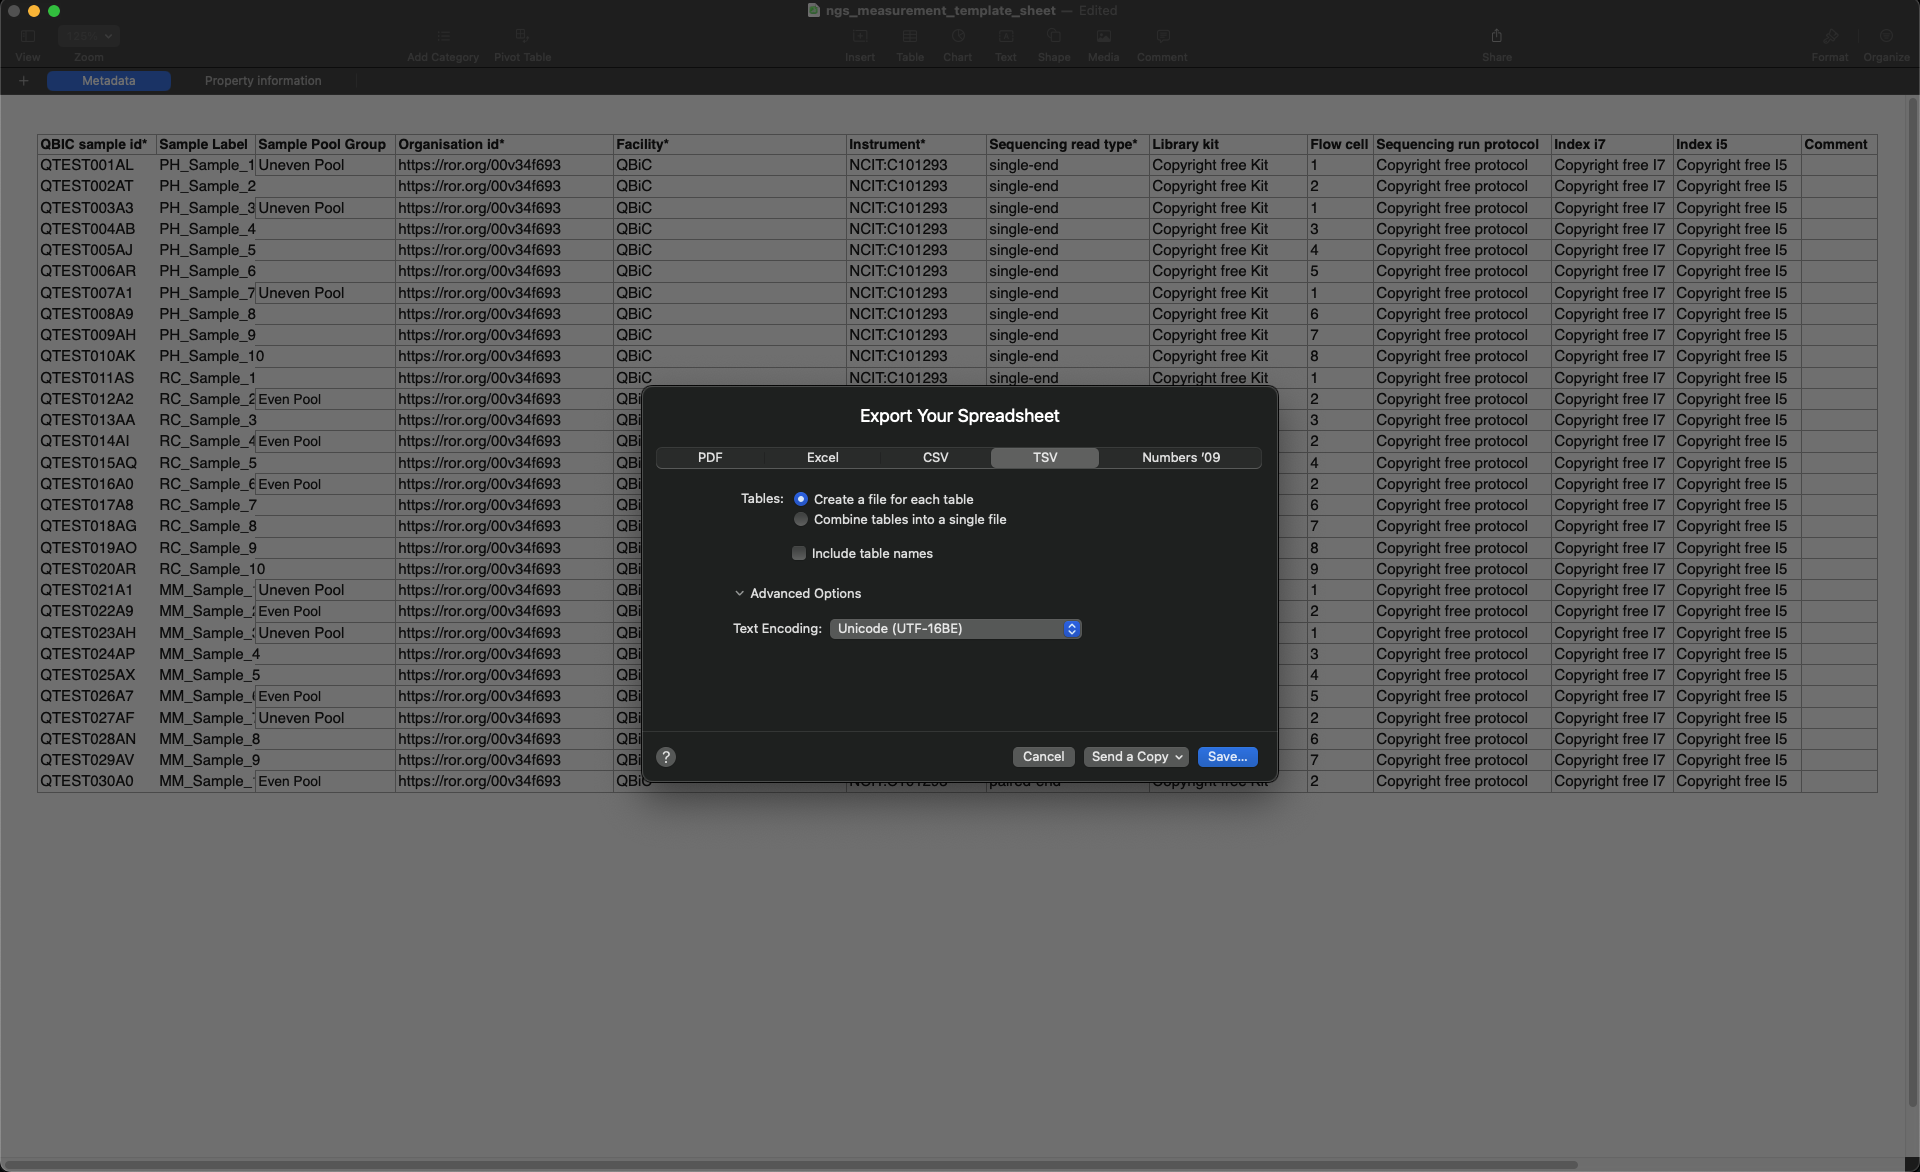 ngs_measurement_template_sheet — Edited
125%
View Zoom Add Category Pivot Table Insert Table Chart Text Shape Media Comment Share Format Organize
Metadata Property information
QBIC sample id* Sample Label Sample Pool Group Organisation id* Facility* Instrument* Sequencing read type* Library kit Flow cell Sequencing run protocol Index i7 Index i5 Comment
QTEST001AL PH_Sample_1 Uneven Pool https://ror.org/00v34f693 QBiC NCIT:C101293 single-end Copyright free Kit 1 Copyright free protocol Copyright free I7 Copyright free I5
QTEST002AT PH_Sample_2 https://ror.org/00v34f693 QBiC NCIT:C101293 single-end Copyright free Kit 2 Copyright free protocol Copyright free I7 Copyright free I5
QTEST003A3 PH_Sample_3 Uneven Pool https://ror.org/00v34f693 QBiC NCIT:C101293 single-end Copyright free Kit 1 Copyright free protocol Copyright free I7 Copyright free I5
QTEST004AB PH_Sample_4 https://ror.org/00v34f693 QBiC NCIT:C101293 single-end Copyright free Kit 3 Copyright free protocol Copyright free I7 Copyright free I5
QTEST005AJ PH_Sample_5 https://ror.org/00v34f693 QBiC NCIT:C101293 single-end Copyright free Kit 4 Copyright free protocol Copyright free I7 Copyright free I5
QTEST006AR PH_Sample_6 https://ror.org/00v34f693 QBiC NCIT:C101293 single-end Copyright free Kit 5 Copyright free protocol Copyright free I7 Copyright free I5
QTEST007A1 PH_Sample_7 Uneven Pool https://ror.org/00v34f693 QBiC NCIT:C101293 single-end Copyright free Kit 1 Copyright free protocol Copyright free I7 Copyright free I5
QTEST008A9 PH_Sample_8 https://ror.org/00v34f693 QBiC NCIT:C101293 single-end Copyright free Kit 6 Copyright free protocol Copyright free I7 Copyright free I5
QTEST009AH PH_Sample_9 https://ror.org/00v34f693 QBiC NCIT:C101293 single-end Copyright free Kit 7 Copyright free protocol Copyright free I7 Copyright free I5
QTEST010AK PH_Sample_10 https://ror.org/00v34f693 QBiC NCIT:C101293 single-end Copyright free Kit 8 Copyright free protocol Copyright free I7 Copyright free I5
QTEST011AS RC_Sample_1 https://ror.org/00v34f693 QBiC NCIT:C101293 single-end Copyright free Kit 1 Copyright free protocol Copyright free I7 Copyright free I5
QTEST012A2 RC_Sample_2 Even Pool https://ror.org/00v34f693 QBi 2 Copyright free protocol Copyright free I7 Copyright free I5
QTEST013AA RC_Sample_3 https://ror.org/00v34f693 QBi 3 Copyright free protocol Copyright free I7 Copyright free I5
QTEST014AI RC_Sample_4 Even Pool https://ror.org/00v34f693 QBi 2 Copyright free protocol Copyright free I7 Copyright free I5
QTEST015AQ RC_Sample_5 https://ror.org/00v34f693 QBi 4 Copyright free protocol Copyright free I7 Copyright free I5
QTEST016A0 RC_Sample_6 Even Pool https://ror.org/00v34f693 QBi 2 Copyright free protocol Copyright free I7 Copyright free I5
QTEST017A8 RC_Sample_7 https://ror.org/00v34f693 QBi 6 Copyright free protocol Copyright free I7 Copyright free I5
QTEST018AG RC_Sample_8 https://ror.org/00v34f693 QBi 7 Copyright free protocol Copyright free I7 Copyright free I5
QTEST019AO RC_Sample_9 https://ror.org/00v34f693 QBi 8 Copyright free protocol Copyright free I7 Copyright free I5
QTEST020AR RC_Sample_10 https://ror.org/00v34f693 QBi 9 Copyright free protocol Copyright free I7 Copyright free I5
QTEST021A1 MM_Sample_ Uneven Pool https://ror.org/00v34f693 QBi 1 Copyright free protocol Copyright free I7 Copyright free I5
QTEST022A9 MM_Sample_ Even Pool https://ror.org/00v34f693 QBi 2 Copyright free protocol Copyright free I7 Copyright free I5
QTEST023AH MM_Sample_ Uneven Pool https://ror.org/00v34f693 QBi 1 Copyright free protocol Copyright free I7 Copyright free I5
QTEST024AP MM_Sample_4 https://ror.org/00v34f693 QBi 3 Copyright free protocol Copyright free I7 Copyright free I5
QTEST025AX MM_Sample_5 https://ror.org/00v34f693 QBi 4 Copyright free protocol Copyright free I7 Copyright free I5
QTEST026A7 MM_Sample_ Even Pool https://ror.org/00v34f693 QBi 5 Copyright free protocol Copyright free I7 Copyright free I5
QTEST027AF MM_Sample_ Uneven Pool https://ror.org/00v34f693 QBi 2 Copyright free protocol Copyright free I7 Copyright free I5
QTEST028AN MM_Sample_8 https://ror.org/00v34f693 QBi 6 Copyright free protocol Copyright free I7 Copyright free I5
QTEST029AV MM_Sample_9 https://ror.org/00v34f693 QBi 7 Copyright free protocol Copyright free I7 Copyright free I5
QTEST030A0 MM_Sample_ Even Pool https://ror.org/00v34f693 QBiC NCIT:C101293 paired-end Copyright free Kit 2 Copyright free protocol Copyright free I7 Copyright free I5
Export Your Spreadsheet
PDF Excel CSV TSV Numbers '09
Tables: Create a file for each table
Combine tables into a single file
Include table names
Advanced Options
Text Encoding: Unicode (UTF-16BE)
? Cancel Send a Copy Save...